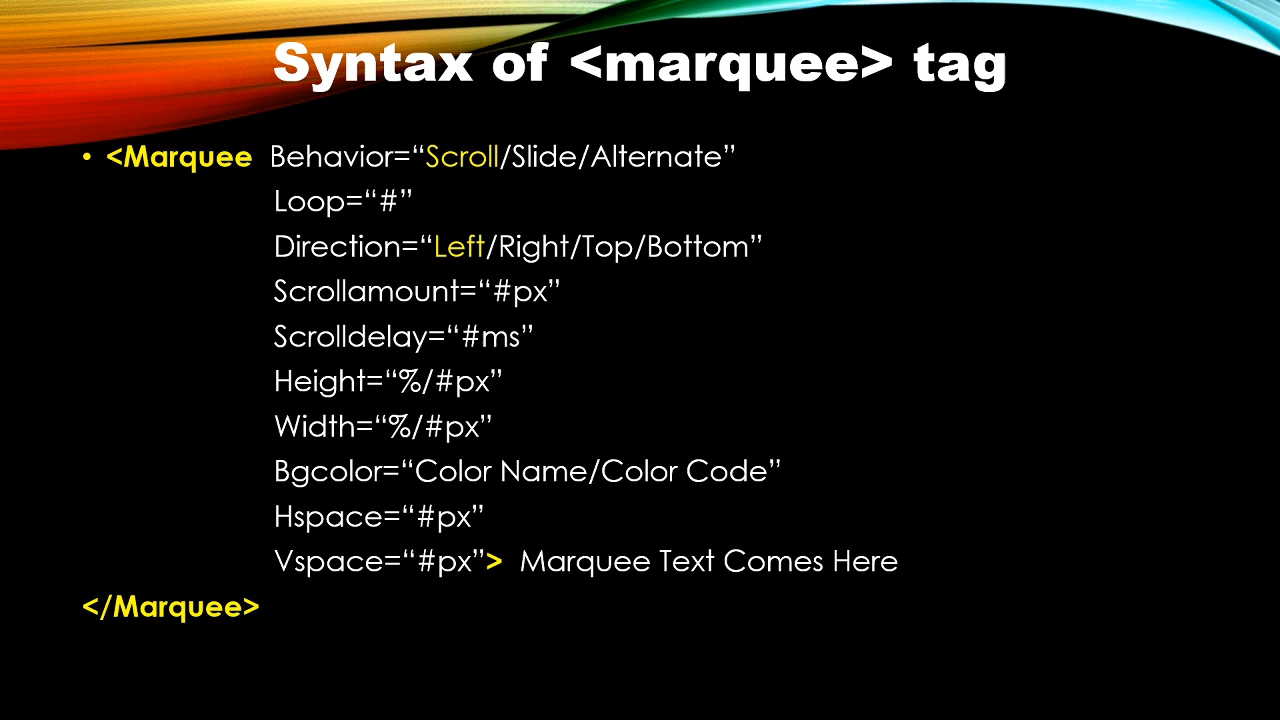 Syntax of <marquee> tag
• <Marquee Behavior=“Scroll/Slide/Alternate”
Loop=“#”
Direction=“Left/Right/Top/Bottom”
Scrollamount=“#px”
Scrolldelay=“#ms”
Height=“%/#px”
Width=“%/#px”
Bgcolor=“Color Name/Color Code”
Hspace=“#px”
Vspace=“#px”> Marquee Text Comes Here
</Marquee>